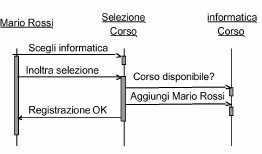 Mario Rossi
Selezione
Corso
informatica
Corso
Scegli informatica
Inoltra selezione
Corso disponibile?
Aggiungi Mario Rossi
Registrazione OK